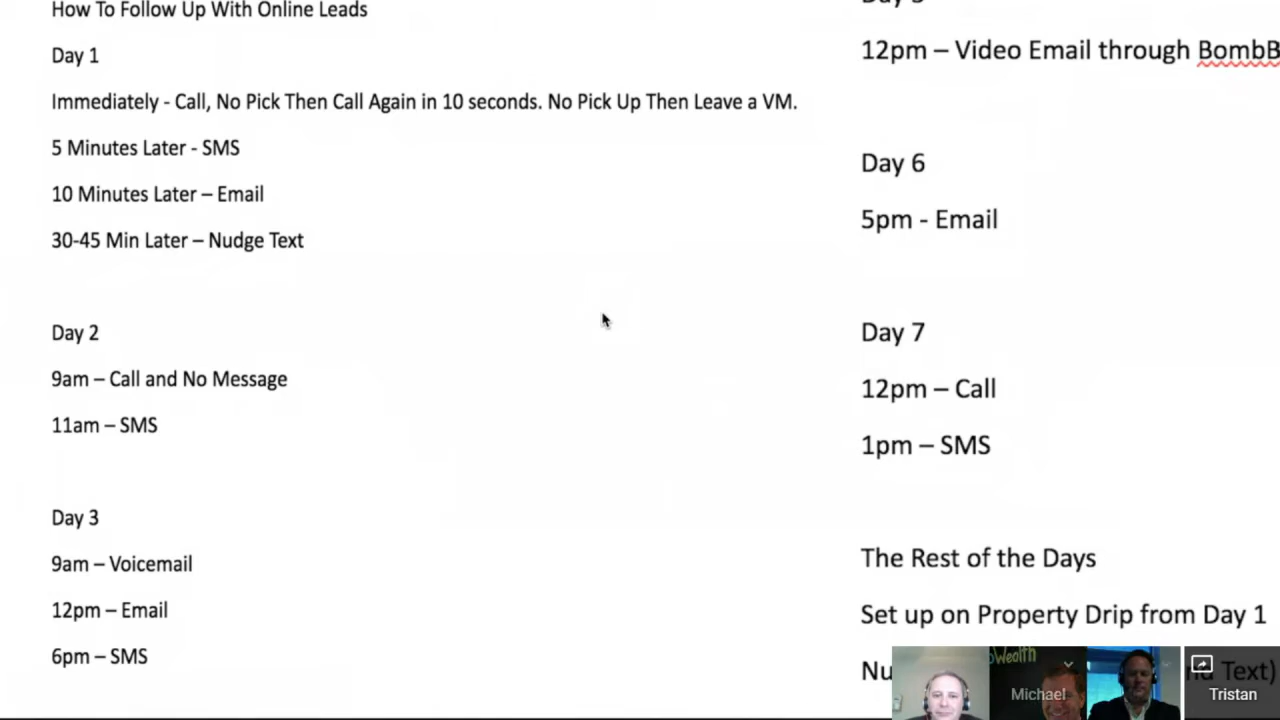 How To Follow Up With Online Leads
Day 1
Immediately - Call, No Pick Then Call Again in 10 seconds. No Pick Up Then Leave a VM.
5 Minutes Later - SMS
10 Minutes Later – Email
30-45 Min Later – Nudge Text
Day 2
9am – Call and No Message
11am – SMS
Day 3
9am – Voicemail
12pm – Email
6pm – SMS
12pm – Video Email through BombB
Day 6
5pm - Email
Day 7
12pm – Call
1pm – SMS
The Rest of the Days
Set up on Property Drip from Day 1
Text)
Wealth
Michael
Tristan